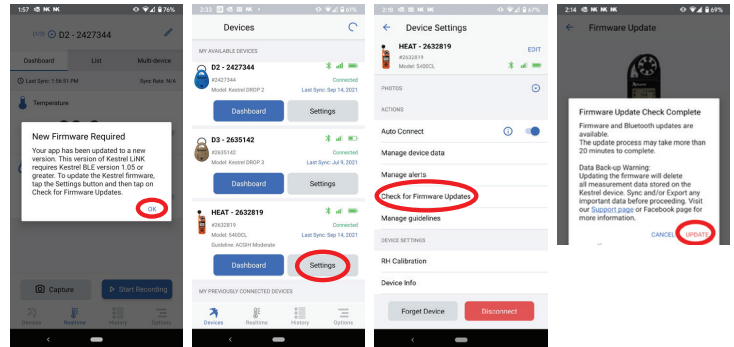 1:57
76%
(1/3) D2 - 2427344
Dashboard
List
Multi-device
Last Sync: 1:56:51 PM
Sync Rate: N/A
Temperature
New Firmware Required
Your app has been updated to a new
version. This version of Kestrel LiNK
requires Kestrel BLE version 1.05 or
greater. To update the Kestrel firmware,
tap the Settings button and then tap on
Check for Firmware Updates.
OK
Capture
Start Recording
Devices
Realtime
History
Options
2:33
61%
Devices
MY AVAILABLE DEVICES
D2 - 2427344
#2427344
Connected
Model: Kestrel DROP 2
Last Sync: Sep 14, 2021
Dashboard
Settings
D3 - 2635142
#2635142
Connected
Model: Kestrel DROP 3
Last Sync: Jul 9, 2021
Dashboard
Settings
HEAT - 2632819
#2632819
Connected
Model: 5400CL
Last Sync: Sep 14, 2021
Guideline: ACGIH Moderate
Dashboard
Settings
MY PREVIOUSLY CONNECTED DEVICES
Devices
Realtime
History
Options
2:18
67%
Device Settings
HEAT - 2632819
EDIT
#2632819
Model: 5400CL
PHOTOS
ACTIONS
Auto Connect
Manage device data
Manage alerts
Check for Firmware Updates
Manage guidelines
DEVICE SETTINGS
RH Calibration
Device Info
Forget Device
Disconnect
2:14
69%
Firmware Update
Firmware Update Check Complete
Firmware and Bluetooth updates are
available.
The update process may take more than
20 minutes to complete.
Data Back-up Warning:
Updating the firmware will delete
all measurement data stored on the
Kestrel device. Sync and/or Export any
important data before proceeding. Visit
our Support page or Facebook page for
more information.
CANCEL
UPDATE